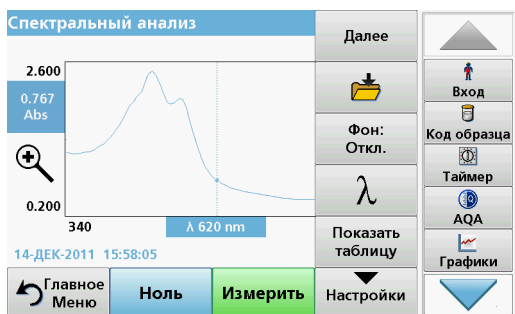 Спектральный анализ
2.600
0.767
Abs
0.200
340
λ 620 nm
14-ДЕК-2011 15:58:05
Далее
Фон:
Откл.
λ
Показать
таблицу
Главное
Меню
Ноль
Измерить
Настройки
Вход
Код образца
Таймер
AQA
Графики